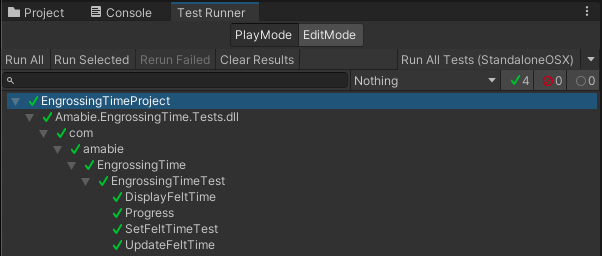 Project Console Test Runner
PlayMode EditMode
Run All Run Selected Rerun Failed Clear Results Run All Tests (StandaloneOSX)
Nothing 4 0 0
EngrossingTimeProject
Amabie.EngrossingTime.Tests.dll
com
amabie
EngrossingTime
EngrossingTimeTest
DisplayFeltTime
Progress
SetFeltTimeTest
UpdateFeltTime